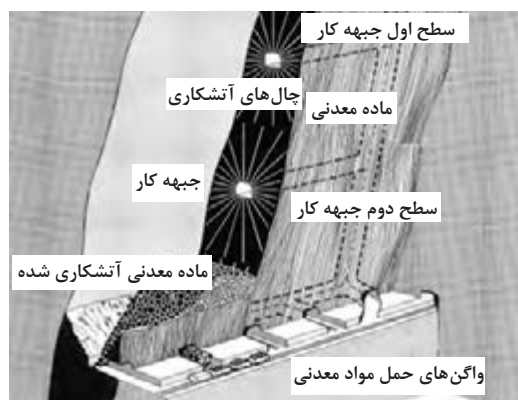 سطح اول جبهه کار
چال‌های آتشکاری
ماده معدنی
جبهه کار
سطح دوم جبهه کار
ماده معدنی آتشکاری شده
واگن‌های حمل مواد معدنی